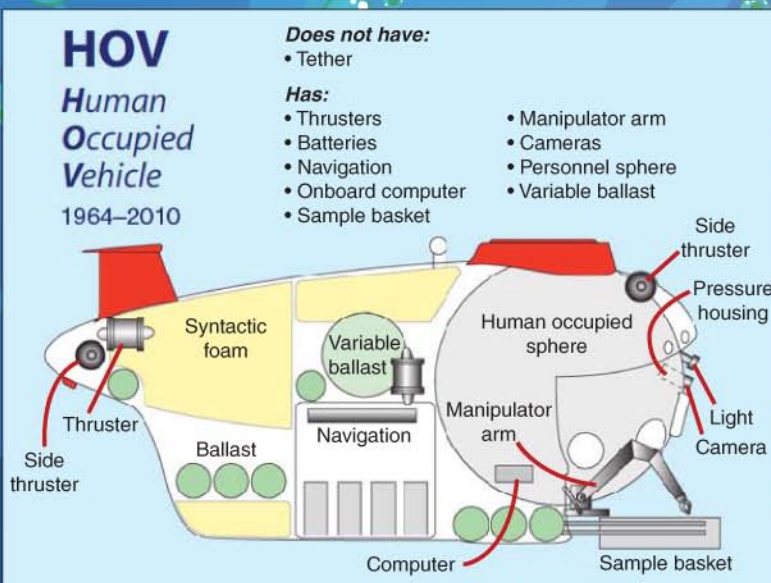 HOV
Human
Occupied
Vehicle
1964–2010
Does not have:
• Tether
Has:
• Thrusters
• Batteries
• Navigation
• Onboard computer
• Sample basket
• Manipulator arm
• Cameras
• Personnel sphere
• Variable ballast
Side
thruster
Pressure
housing
Syntactic
foam
Variable
ballast
Human occupied
sphere
Thruster
Side
thruster
Ballast
Navigation
Manipulator
arm
Light
Camera
Computer
Sample basket